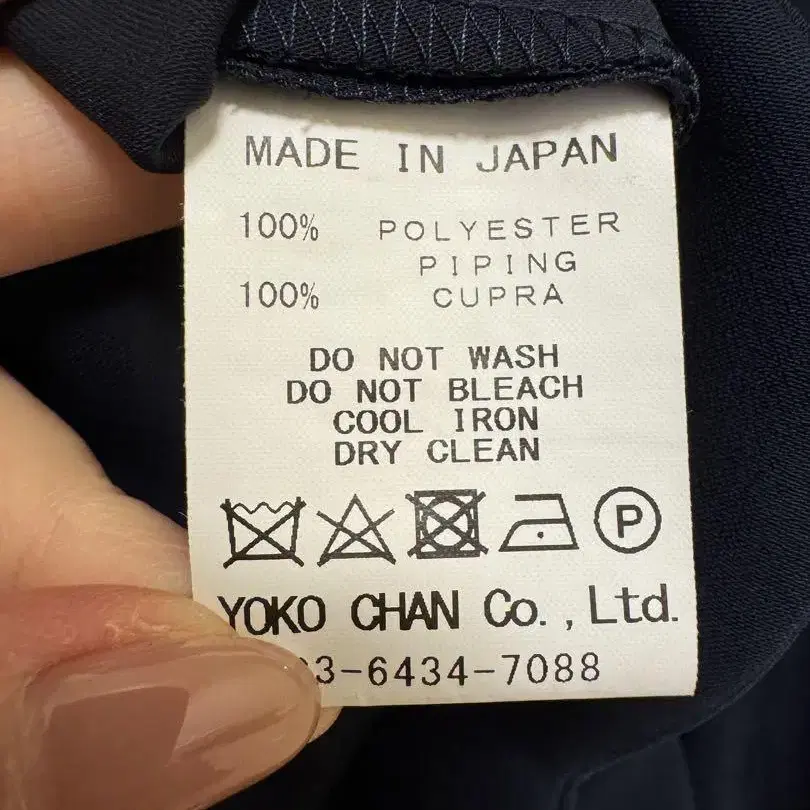 MADE IN JAPAN
100% POLYESTER
PIPING
100% CUPRA
DO NOT WASH
DO NOT BLEACH
COOL IRON
DRY CLEAN
P
YOKO CHAN Co.,Ltd.
3-6434-7088